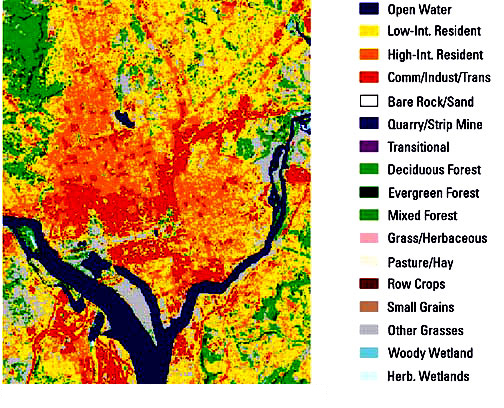 Open Water
Low-Int. Resident
High-Int. Resident
Comm/Indust/Trans
Bare Rock/Sand
Quarry/Strip Mine
Transitional
Deciduous Forest
Evergreen Forest
Mixed Forest
Grass/Herbaceous
Pasture/Hay
Row Crops
Small Grains
Other Grasses
Woody Wetland
Herb. Wetlands